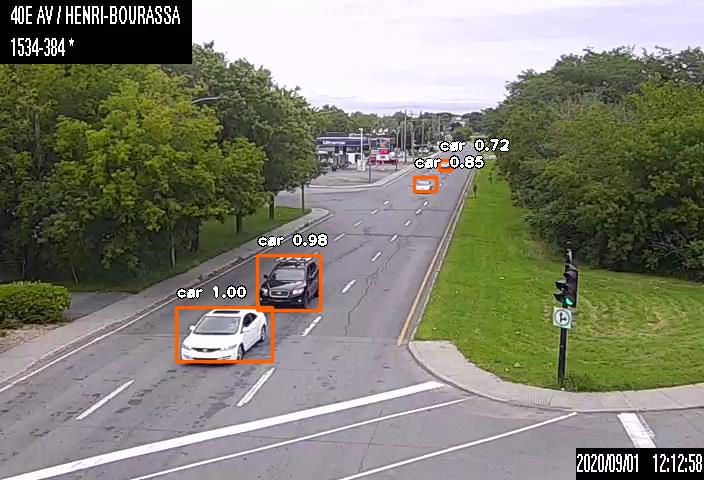 40E AV / HENRI-BOURASSA
1534-384 *
car 0.72
car 0.85
car 0.98
car 1.00
2020/09/01 12:12:58